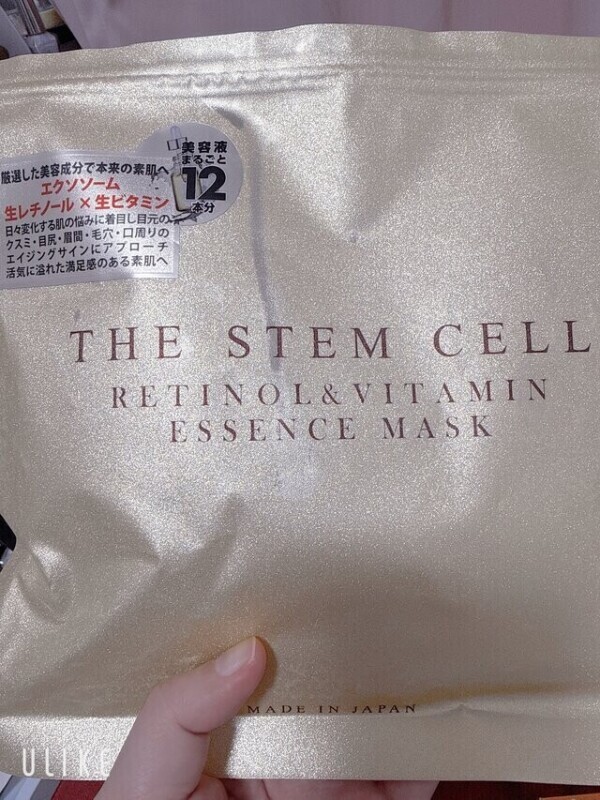 厳選した美容成分で本来の素肌へ
エクソソーム
生レチノール×生ビタミン
日々変化する肌の悩みに着目し目元の
クスミ・目尻・眉間・毛穴・口周りの
エイジングサインにアプローチ
活気に溢れた満足感のある素肌へ
美容液
まるごと
12
本分
THE STEM CELL
RETINOL&VITAMIN
ESSENCE MASK
MADE IN JAPAN
ULIKE